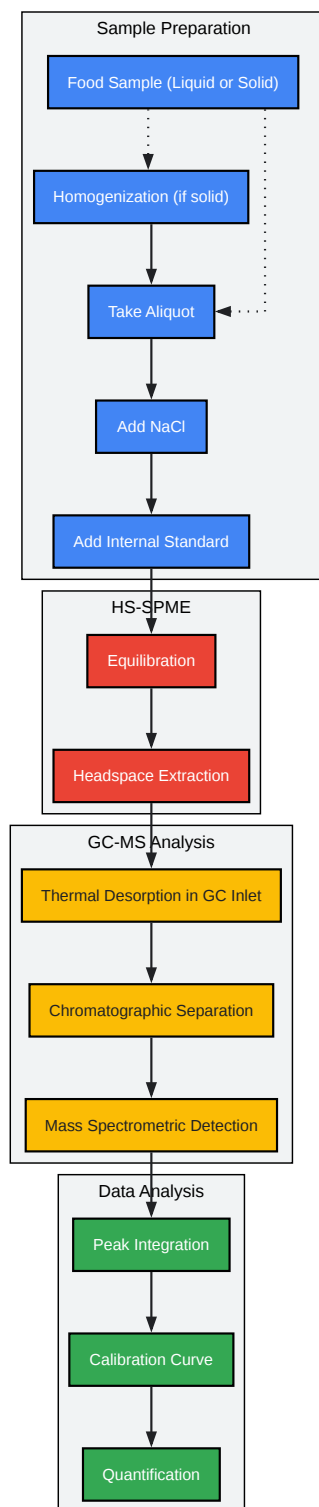 Sample Preparation
Food Sample (Liquid or Solid)
Homogenization (if solid)
Take Aliquot
Add NaCl
Add Internal Standard
HS-SPME
Equilibration
Headspace Extraction
GC-MS Analysis
Thermal Desorption in GC Inlet
Chromatographic Separation
Mass Spectrometric Detection
Data Analysis
Peak Integration
Calibration Curve
Quantification